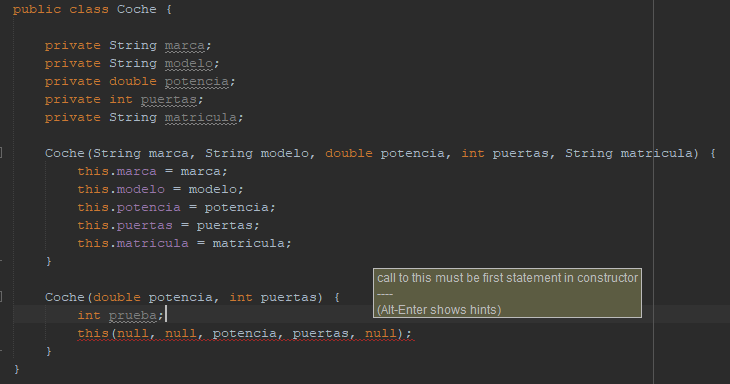 public class Coche {
private String marca;
private String modelo;
private double potencia;
private int puertas;
private String matricula;
Coche(String marca, String modelo, double potencia, int puertas, String matricula) {
this.marca = marca;
this.modelo = modelo;
this.potencia = potencia;
this.puertas = puertas;
this.matricula = matricula;
}
call to this must be first statement in constructor
----
(Alt-Enter shows hints)
Coche(double potencia, int puertas) {
int prueba;
this(null, null, potencia, puertas, null);
}
}